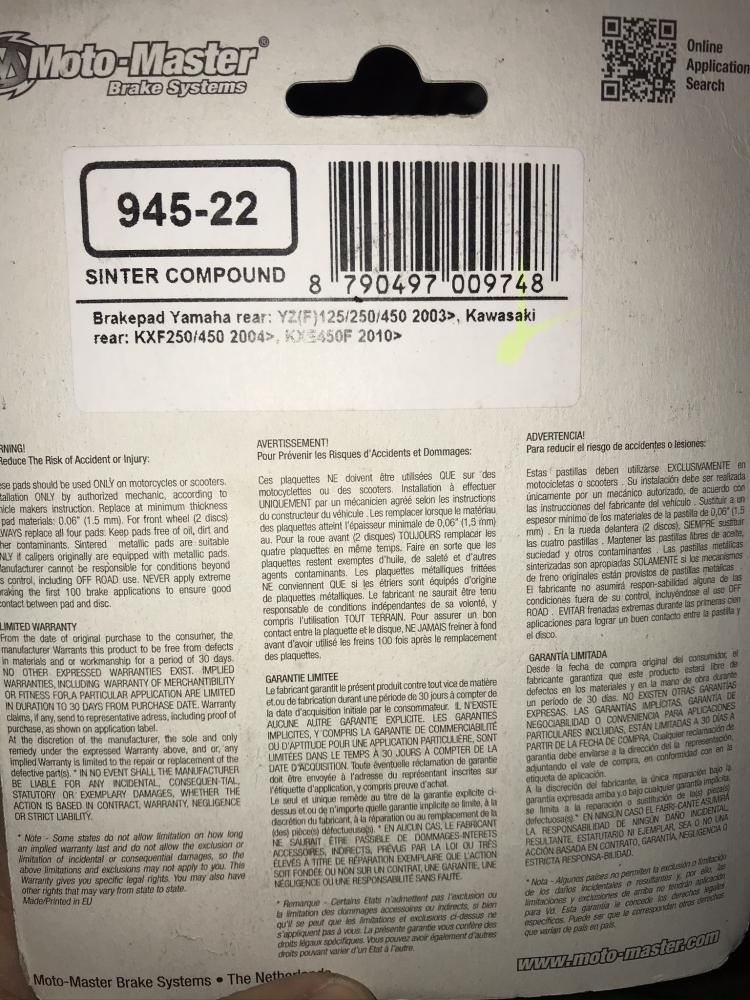 Moto-Master®
Brake Systems
Online
Application
Search
945-22
SINTER COMPOUND
8 790497 009748
Brakepad Yamaha rear: YZ(F)125/250/450 2003>, Kawasaki
rear: KXF250/450 2004>, KXE450F 2010>
AVERTISSEMENT!
Pour Prévenir les Risques d'Accidents et Dommages:
Ces plaquettes NE doivent être utilisées QUE sur des
motocyclettes ou des scooters. Installation à effectuer
UNIQUEMENT par un mécanicien agréé selon les instructions
du constructeur du véhicule. Les remplacer lorsque le matériau
des plaquettes atteint l'épaisseur minimale de 0,06" (1,5 mm)
au. Pour la roue avant (2 disques) TOUJOURS remplacer les
quatre plaquettes en même temps. Faire en sorte que les
plaquettes restent exemptes d'huile, de saleté et d'autres
agents contaminants. Les plaquettes métalliques frittées
NE conviennent QUE si les étriers sont équipés d'origine
de plaquettes métalliques. Le fabricant ne saurait être tenu
responsable de conditions indépendantes de sa volonté, y
compris l'utilisation TOUT TERRAIN. Pour assurer un bon
contact entre la plaquette et le disque, NE JAMAIS freiner à fond
avant d'avoir utilisé les freins 100 fois après le remplacement
des plaquettes.
GARANTIE LIMITEE
Le fabricant garantit le présent produit contre tout vice de matière
et,ou de fabrication durant une période de 30 jours à compter de
la date d'acquisition initiale par le consommateur. IL N'EXISTE
AUCUNE AUTRE GARANTIE EXPLICITE. LES GARANTIES
IMPLICITES, Y COMPRIS LA GARANTIE DE COMMERCIABILITÉ
OU D'APTITUDE POUR UNE APPLICATION PARTICULIÈRE, SONT
LIMITÉES DANS LE TEMPS À 30 JOURS À COMPTER DE LA
DATE D'ACQUISITION. Toute éventuelle réclamation de garantie
doit être envoyée à l'adresse du représentant inscrites sur
l'étiquette d'application, y compris preuve d'achat.
Le seul et unique remède au titre de la garantie explicite ci-
dessus et,ou de n'importe quelle garantie implicite se limite, à la
discrétion du fabricant, à la réparation ou au remplacement de la
(des) pièce(s) défectueuse(s). * EN AUCUN CAS, LE FABRICANT
NE SAURAIT ÊTRE PASSIBLE DE DOMMAGES-INTERETS
ACCESSOIRES, INDIRECTS, PRÉVUS PAR LA LOI OU TRÈS
ÉLEVÉS À TITRE DE RÉPARATION EXEMPLAIRE QUE L'ACTION
SOIT FONDÉE OU NON SUR UN CONTRAT, UNE GARANTIE, UNE
NÉGLIGENCE OU UNE RESPONSABILITÉ SANS FAUTE.
* Remarque - Certains Etats n'admettent pas l'exclusion ou
la limitation des dommages accessoires ou indirects, si bien
qu'il se peut que les limitations et exclusions ci-dessus ne
s'appliquent pas à vous. La présente garantie vous confère des
droits légaux spécifiques. Vous pouvez avoir également d'autres
droits pouvant varier d'un Etat à l'autre.
RNING!
Reduce The Risk of Accident or Injury:
ese pads should be used ONLY on motorcycles or scooters.
tallation ONLY by authorized mechanic, according to
hicle makers instruction. Replace at minimum thickness
pad materials: 0.06" (1.5 mm). For front wheel (2 discs)
WAYS replace all four pads. Keep pads free of oil, dirt and
her contaminants. Sintered metallic pads are suitable
NLY if calipers originally are equipped with metallic pads.
Manufacturer cannot be responsible for conditions beyond
s control, including OFF ROAD use. NEVER apply extreme
raking the first 100 brake applications to ensure good
contact between pad and disc.
LIMITED WARRANTY
From the date of original purchase to the consurher, the
manufacturer Warrants this product to be free from defects
in materials and or workmanship for a period of 30 days.
NO OTHER EXPRESSED WARRANTIES EXIST. IMPLIED
WARRANTIES, INCLUDING WARRANTY OF MERCHANTIBILITY
OR FITNESS FOR,A PARTICULAR APPLICATION ARE LIMITED
IN DURATION TO 30 DAYS FROM PURCHASE DATE. Warranty
claims, if any, send to representative adress, including proof of
purchase, as shown on application label.
At the discretion of the manufacturer, the sole and only
remedy under the expressed Warranty above, and or, any
implied Warranty is limited to the repair or replacement of the
defective part(s). * IN NO EVENT SHALL THE MANUFACTURER
BE LIABLE FOR ANY INCIDENTAL, CONSEQUEN-TIAL,
STATUTORY OR EXEMPLARY DAMAGES, WHETHER THE
ACTION IS BASED IN CONTRACT, WARRANTY, NEGLIGENCE
OR STRICT LIABILITY.
* Note - Some states do not allow limitation on how long
an implied warranty last and do not allow the exclusion or
limitation of incidental or consequential damages, so the
above limitations and exclusions may not apply to you. This
Warranty gives you specific legal rights. You may also have
other rights that may vary from state to state.
Made/Printed in EU
ADVERTENCIA!
Para reducir el riesgo de accidentes o lesiones:
Estas pastillas deben utilizarse EXCLUSIVAMENTE en
motocicletas o scooters . Su instalación debe ser realizada
únicamente por un mecánico autorizado, de acuerdo con
las instrucciones del fabricante del vehículo . Sustituir a un
espesor minimo de los materiales de la pastilla de 0,06" (1.5
mm) . En la rueda delantera (2 discos), SIEMPRE sustituir
las cuatro pastillas . Mantener las pastillas libres de aceite,
suciedad y otros contaminantes . Las pastillas metálicas
sinterizadas son apropiadas SOLAMENTE si los mecanismos
de freno originales están provistos de pastillas metalicas .
El fabricante no asumirá respon-sabilidad alguna de las
condiciones fuera de su control, incluyéndose el uso OFF
ROAD . EVITAR frenadas extremas durante las primeras cien
aplicaciones para lograr un buen contacto entre la pastilla y
el disco.
GARANTÍA LIMITADA
Desde la fecha de compra original del consumidor, el
fabricante garantiza que este producto estará libre de
defectos en los materiales y en la mano de obra durante
un período de 30 días. NO EXISTEN OTRAS GARANTÍAS
EXPRESAS. LAS GARANTÍAS IMPLÍCITAS, GARANTÍA DE
NEGOCIABILIDAD O CONVENIENCIA PARA APLICACIONES
PARTICULARES INCLUIDAS, ESTÁN LIMITADAS A 30 DÍAS A
PARTIR DE LA FECHA DE COMPRA. Cualquier reclamación de
garantía debe enviarse a la dirección del la representación,
adjuntando el vale de compra, en conformidad con en la
etiqueta de aplicación.
A la discreción del fabricante, la única reparación bajo la
garantía expresada arriba y,o bajo cualquier garantía implícita,
se limita a la reparación o sustitución de la(s) pieza(s)
defectuosa(s).* EN NINGÚN CASO EL FABRI-CANTE ASUMIRÁ
LA RESPONSABILIDAD DE NINGÚN DAÑO INCIDENTAL,
RESULTANTE, ESTATUTARIO NI EJEMPLAR, SEA O NO UNA
ACCIÓN BASADA EN CONTRATO, GARANTÍA, NEGLIGENCIA O
ESTRICTA RESPONSA-BILIDAD.
* Nota - Algunos países no permiten la exclusión o limitación
de los daños incidentales o resultantes y, por ello, las
limitaciones y exclusiones de arriba no tendrán aplicación
para Vd. Esta garantía le concede los derechos legales
específicos. Puede ser que le correspondan otros derechos
que varían de país en país.
Moto-Master Brake Systems • The Netherlands
www.moto-master.com